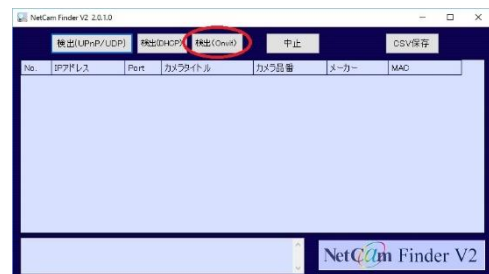 NetCam Finder V2 2.0.1.0
検出(UPnP/UDP) 検出(DHCP) 検出(Onvif) 中止 CSV保存
No. IPアドレス Port カメラタイトル カメラ品番 メーカー MAC
NetC@m Finder V2